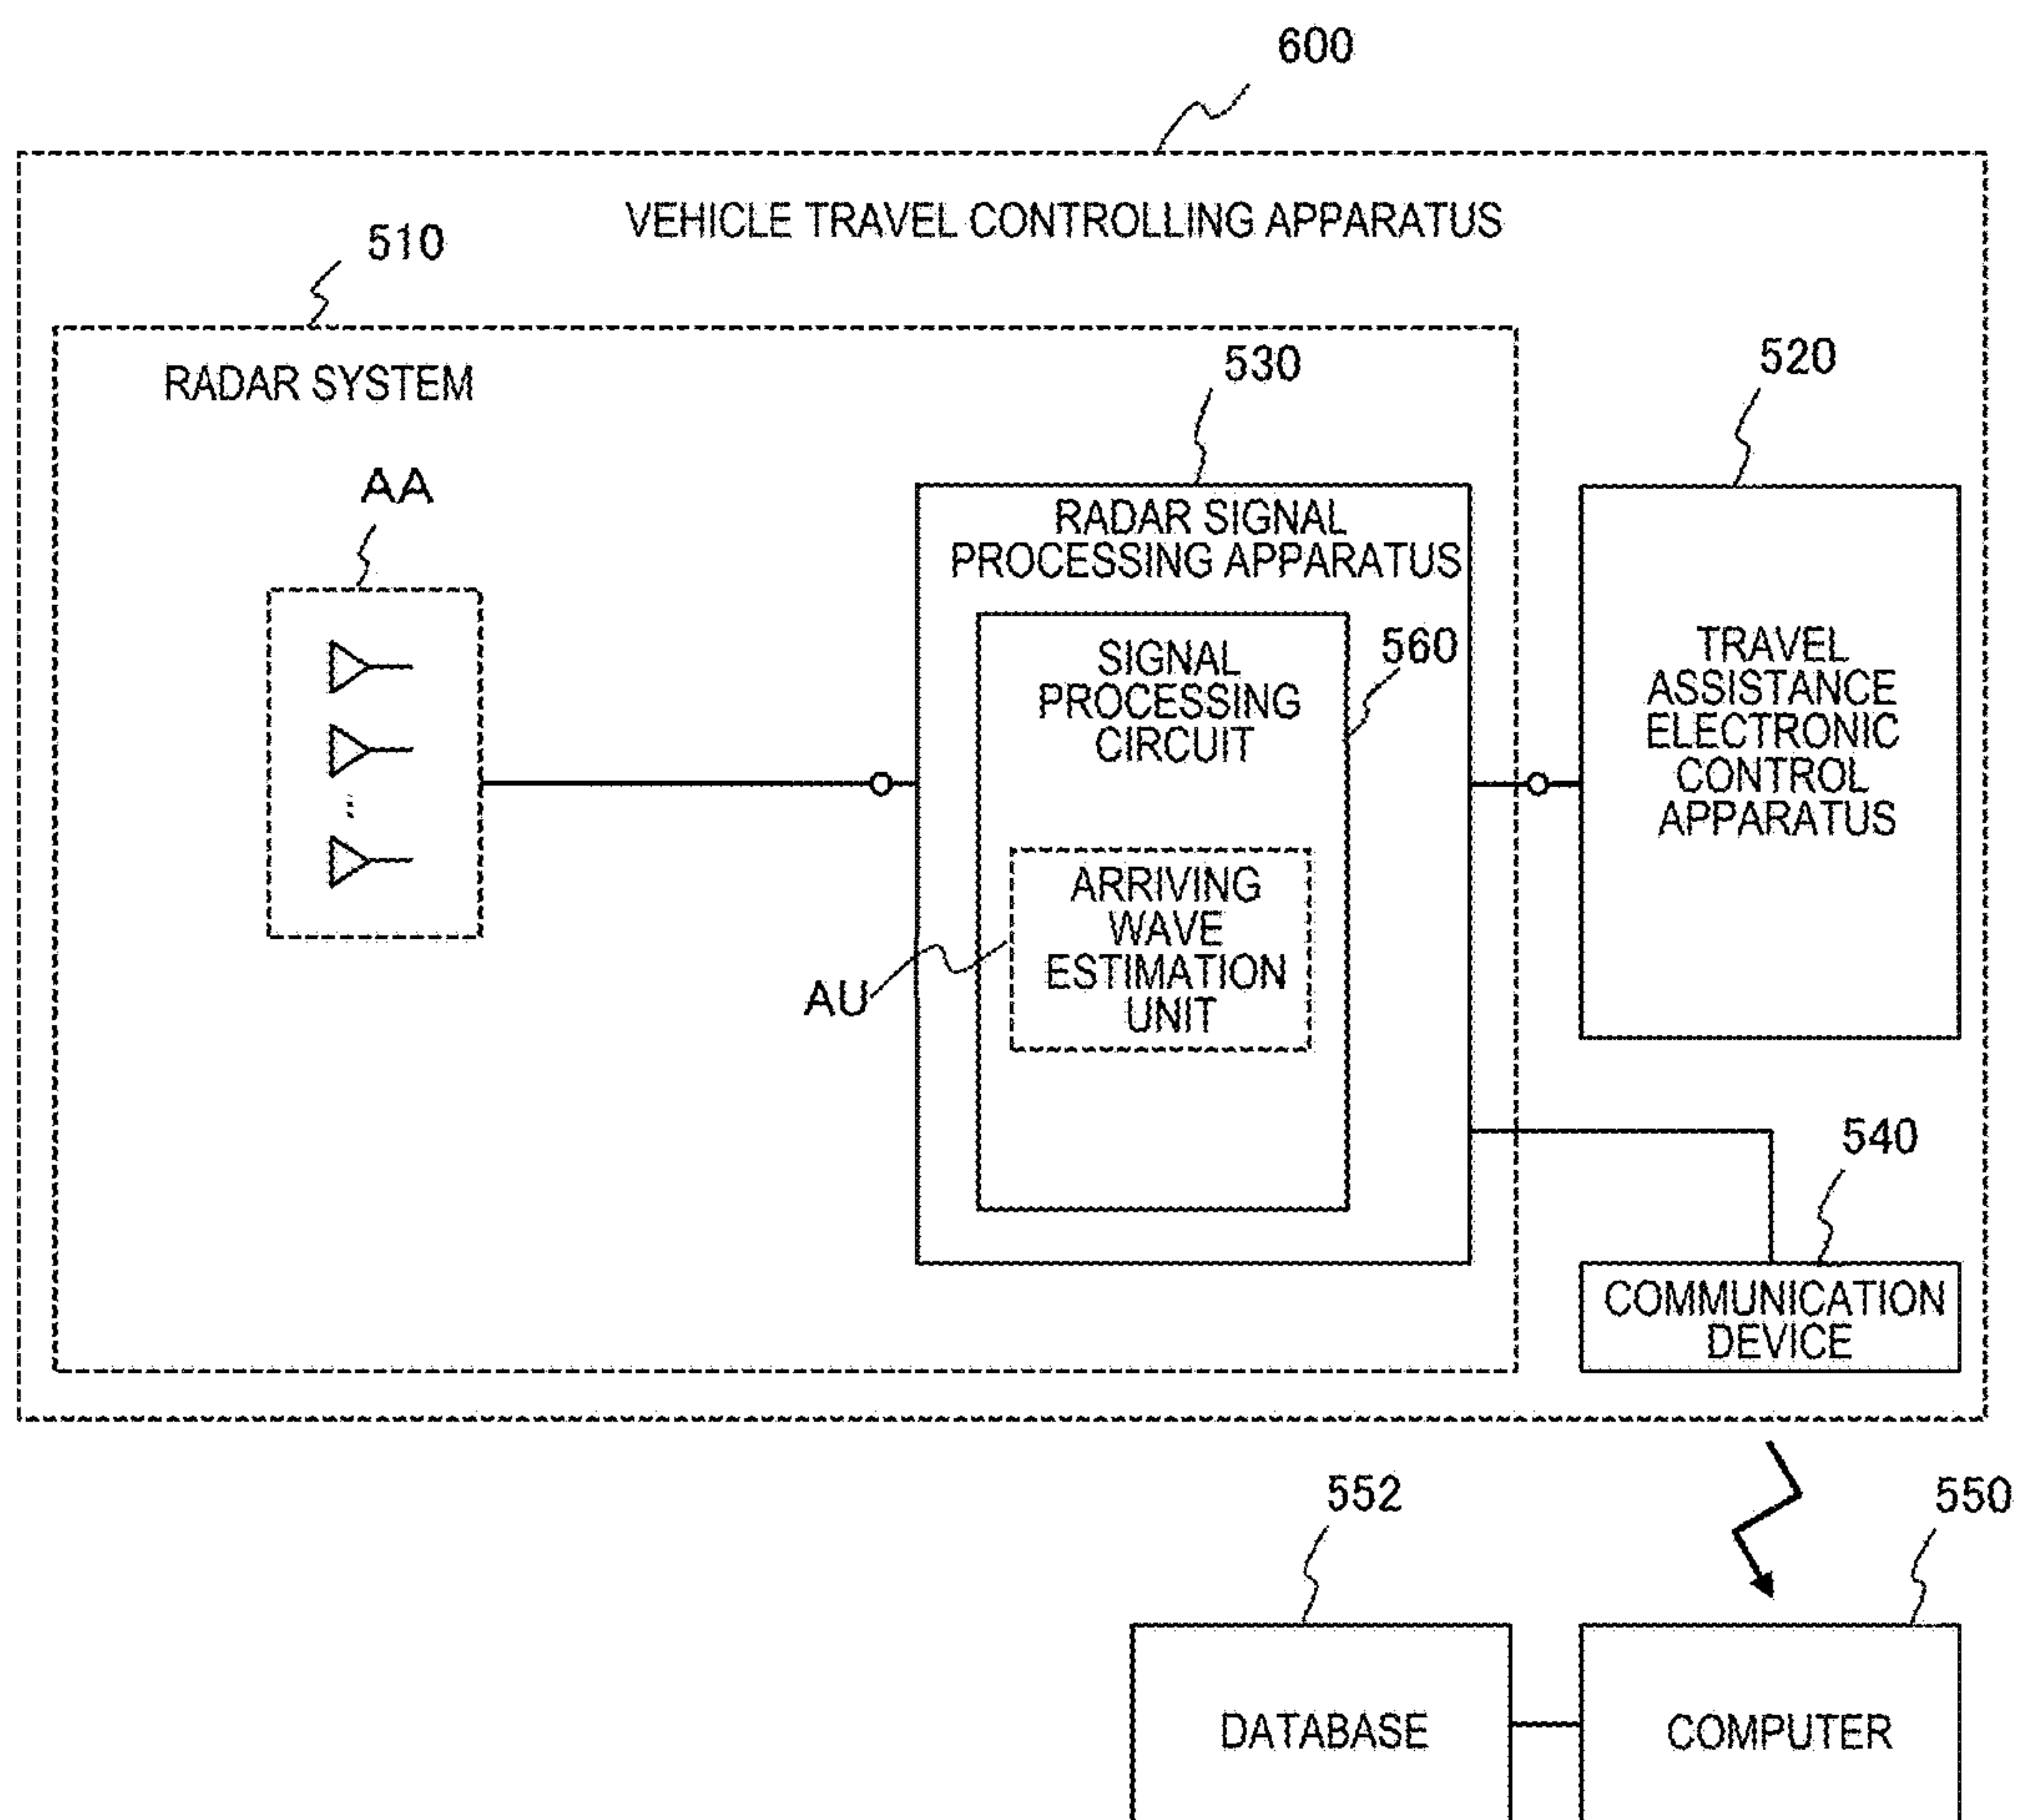 600
VEHICLE TRAVEL CONTROLLING APPARATUS
510
RADAR SYSTEM
530
520
AA
RADAR SIGNAL
PROCESSING APPARATUS
SIGNAL
PROCESSING
CIRCUIT
560
TRAVEL
ASSISTANCE
ELECTRONIC
CONTROL
APPARATUS
ARRIVING
WAVE
ESTIMATION
UNIT
AU
540
COMMUNICATION
DEVICE
552
550
DATABASE
COMPUTER